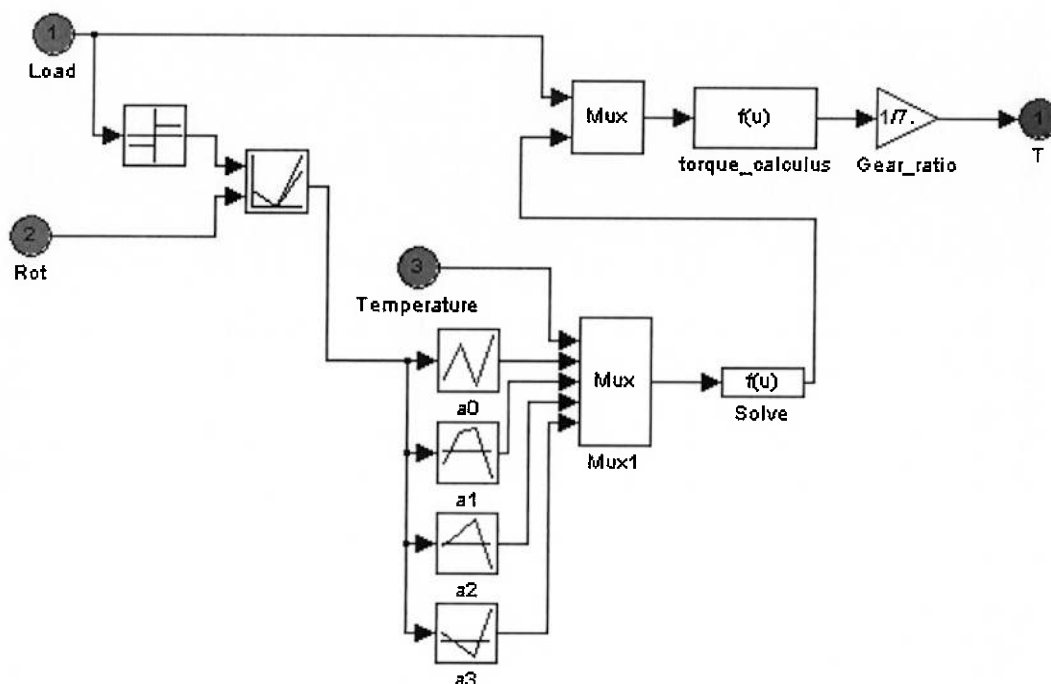 1
Load
2
Rot
3
Temperature
Mux
f(u)
torque_calculus
1/7.
Gear_ratio
1
T
a0
a1
a2
a3
Mux
Mux1
f(u)
Solve